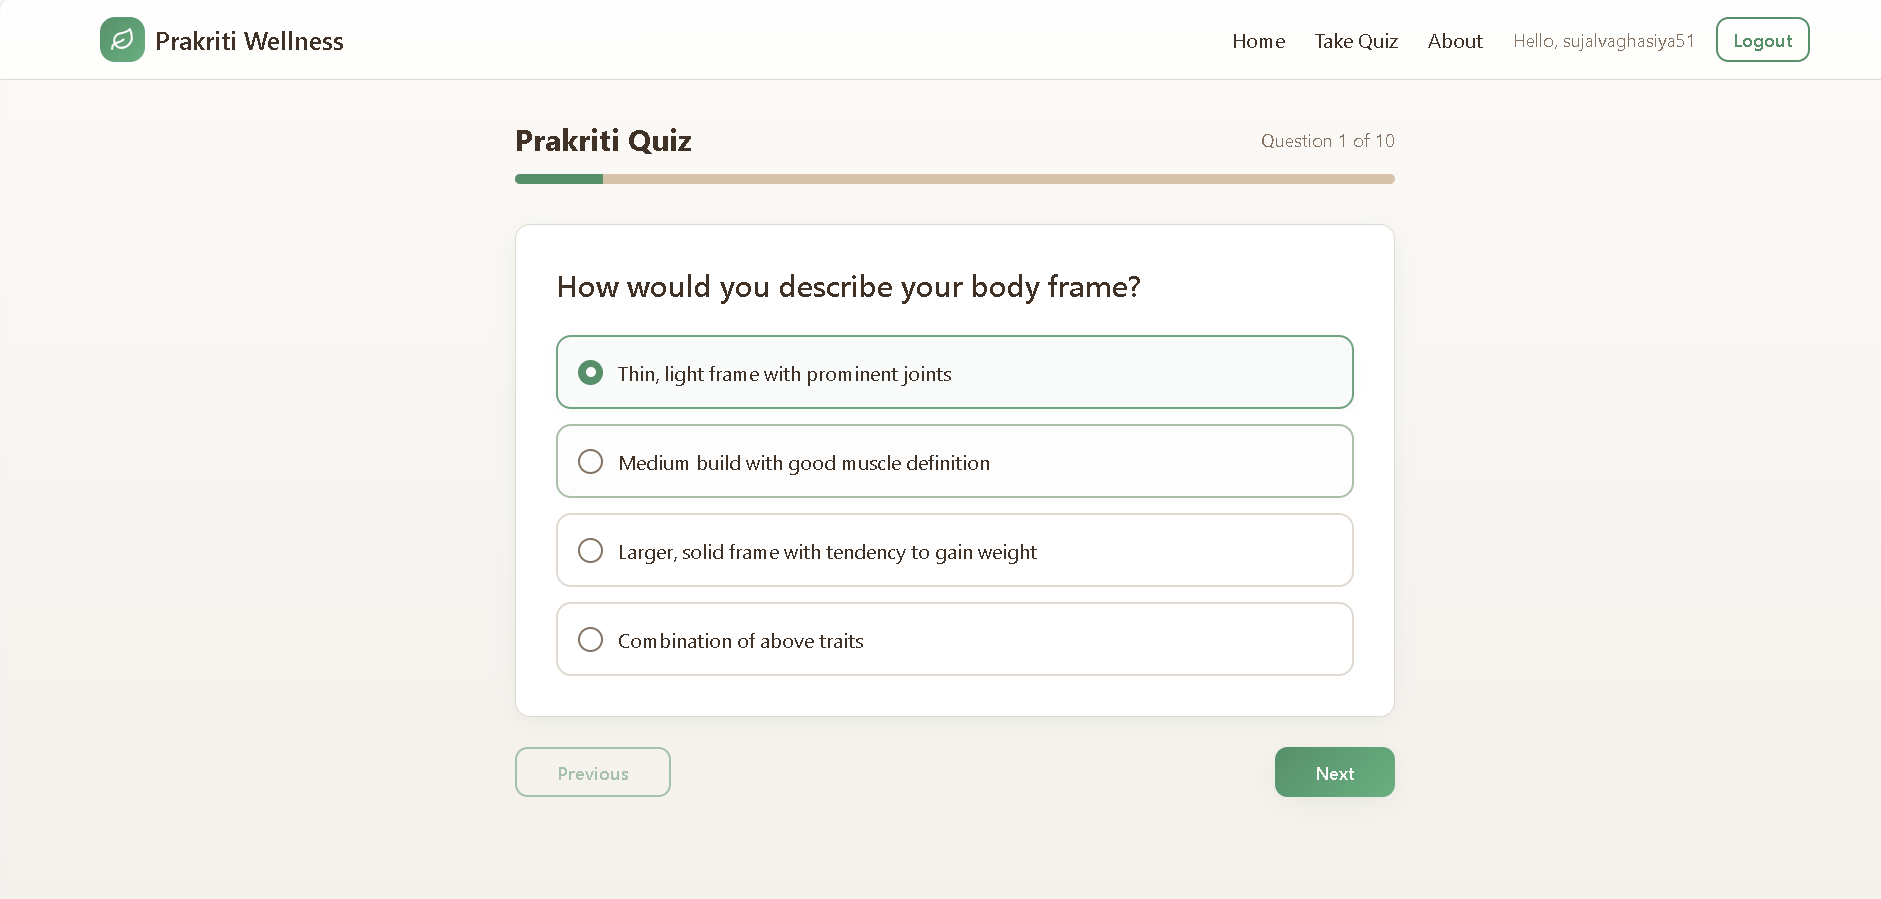 Prakriti Wellness
Home
Take Quiz
About
Hello, sujalvaghasiya51
Logout
Prakriti Quiz
Question 1 of 10
How would you describe your body frame?
Thin, light frame with prominent joints
Medium build with good muscle definition
Larger, solid frame with tendency to gain weight
Combination of above traits
Previous
Next